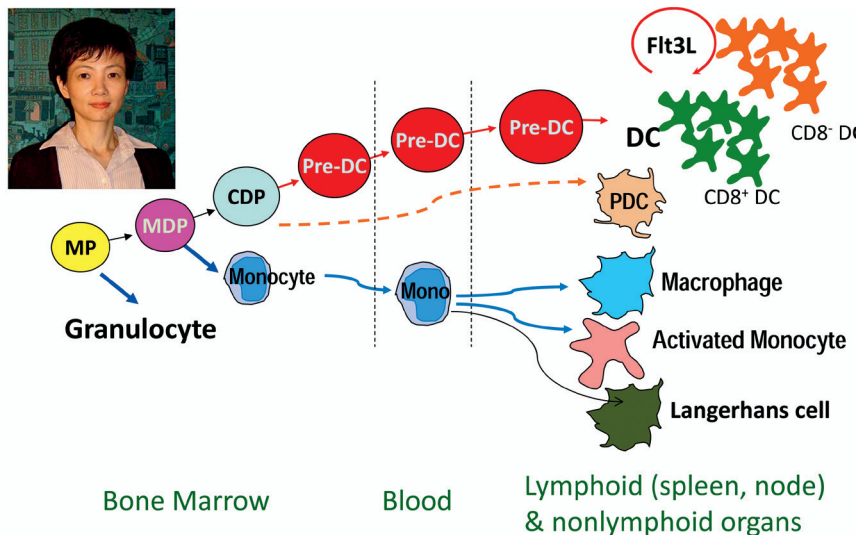 Flt3L
CD8⁻ DC
Pre-DC
Pre-DC
Pre-DC
DC
CD8⁺ DC
CDP
PDC
MDP
MP
Monocyte
Mono
Macrophage
Granulocyte
Activated Monocyte
Langerhans cell
Bone Marrow
Blood
Lymphoid (spleen, node)
& nonlymphoid organs